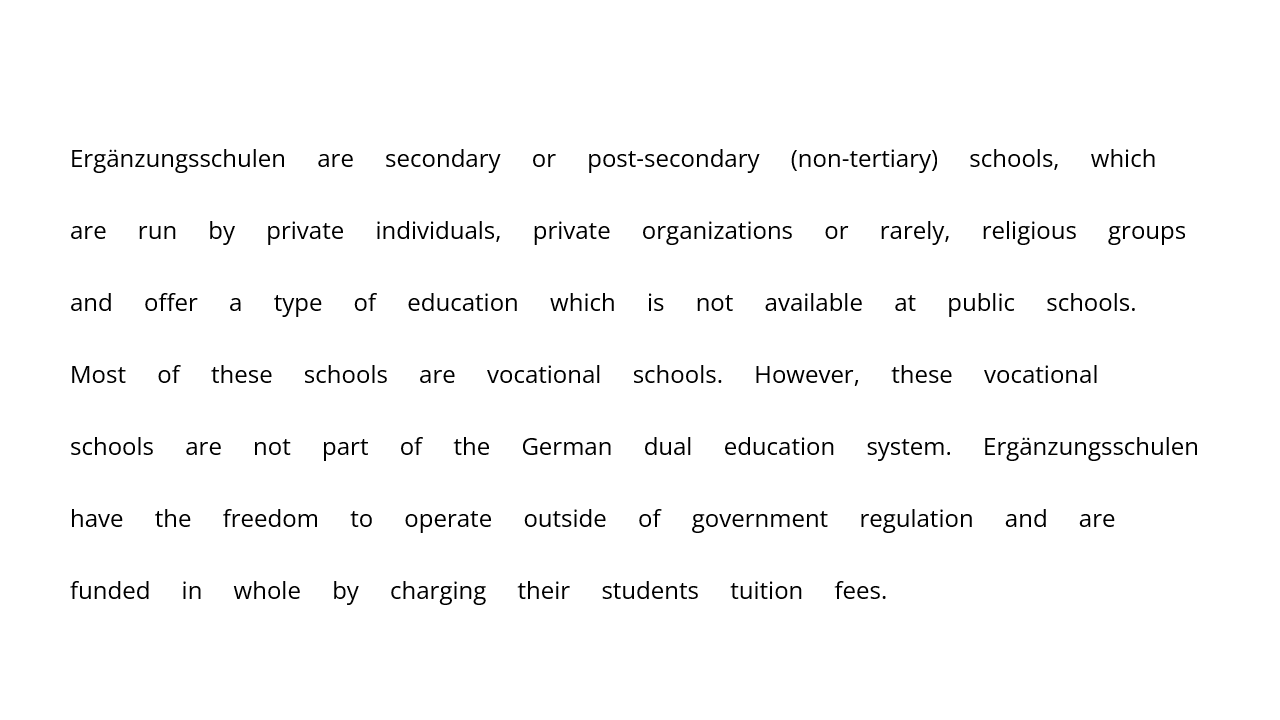 Ergänzungsschulen are secondary or post-secondary (non-tertiary) schools, which
are run by private individuals, private organizations or rarely, religious groups
and offer a type of education which is not available at public schools.
Most of these schools are vocational schools. However, these vocational
schools are not part of the German dual education system. Ergänzungsschulen
have the freedom to operate outside of government regulation and are
funded in whole by charging their students tuition fees.